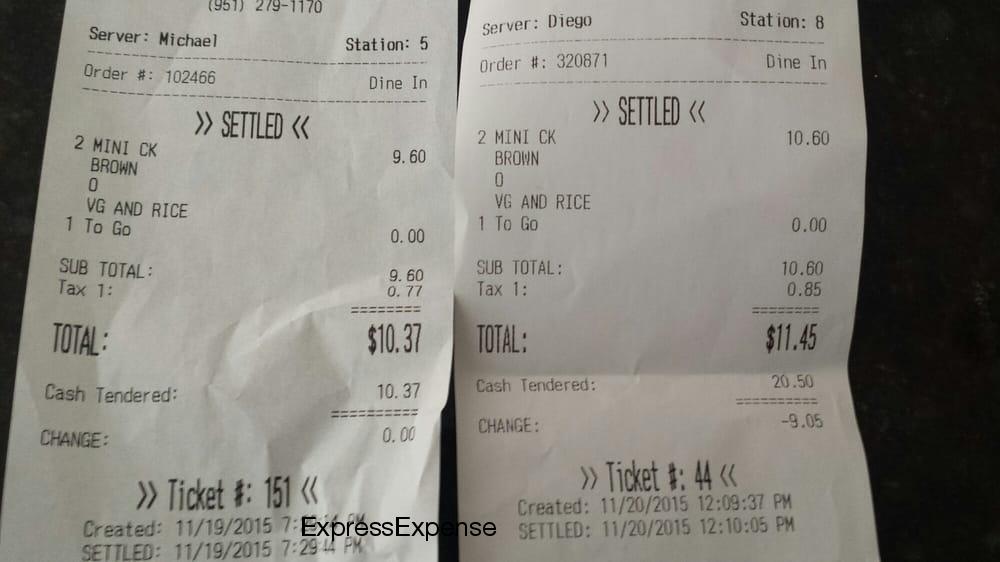 (951) 279-1170
Server: Michael Station: 5
Order #: 102466 Dine In
>> SETTLED <<
2 MINI CK 9.60
BROWN
O
VG AND RICE
1 To Go 0.00
SUB TOTAL: 9.60
Tax 1: 0.77
========
TOTAL: $10.37
Cash Tendered: 10.37
==========
CHANGE: 0.00
>> Ticket #: 151 <<
Created: 11/19/2015 PM
SETTLED: 11/19/2015 7:29:44 PM
Server: Diego Station: 8
Order #: 320871 Dine In
>> SETTLED <<
2 MINI CK 10.60
BROWN
O
VG AND RICE
1 To Go 0.00
SUB TOTAL: 10.60
Tax 1: 0.85
========
TOTAL: $11.45
Cash Tendered: 20.50
==========
CHANGE: -9.05
>> Ticket #: 44 <<
Created: 11/20/2015 12:09:37 PM
SETTLED: 11/20/2015 12:10:05 PM
ExpressExpense